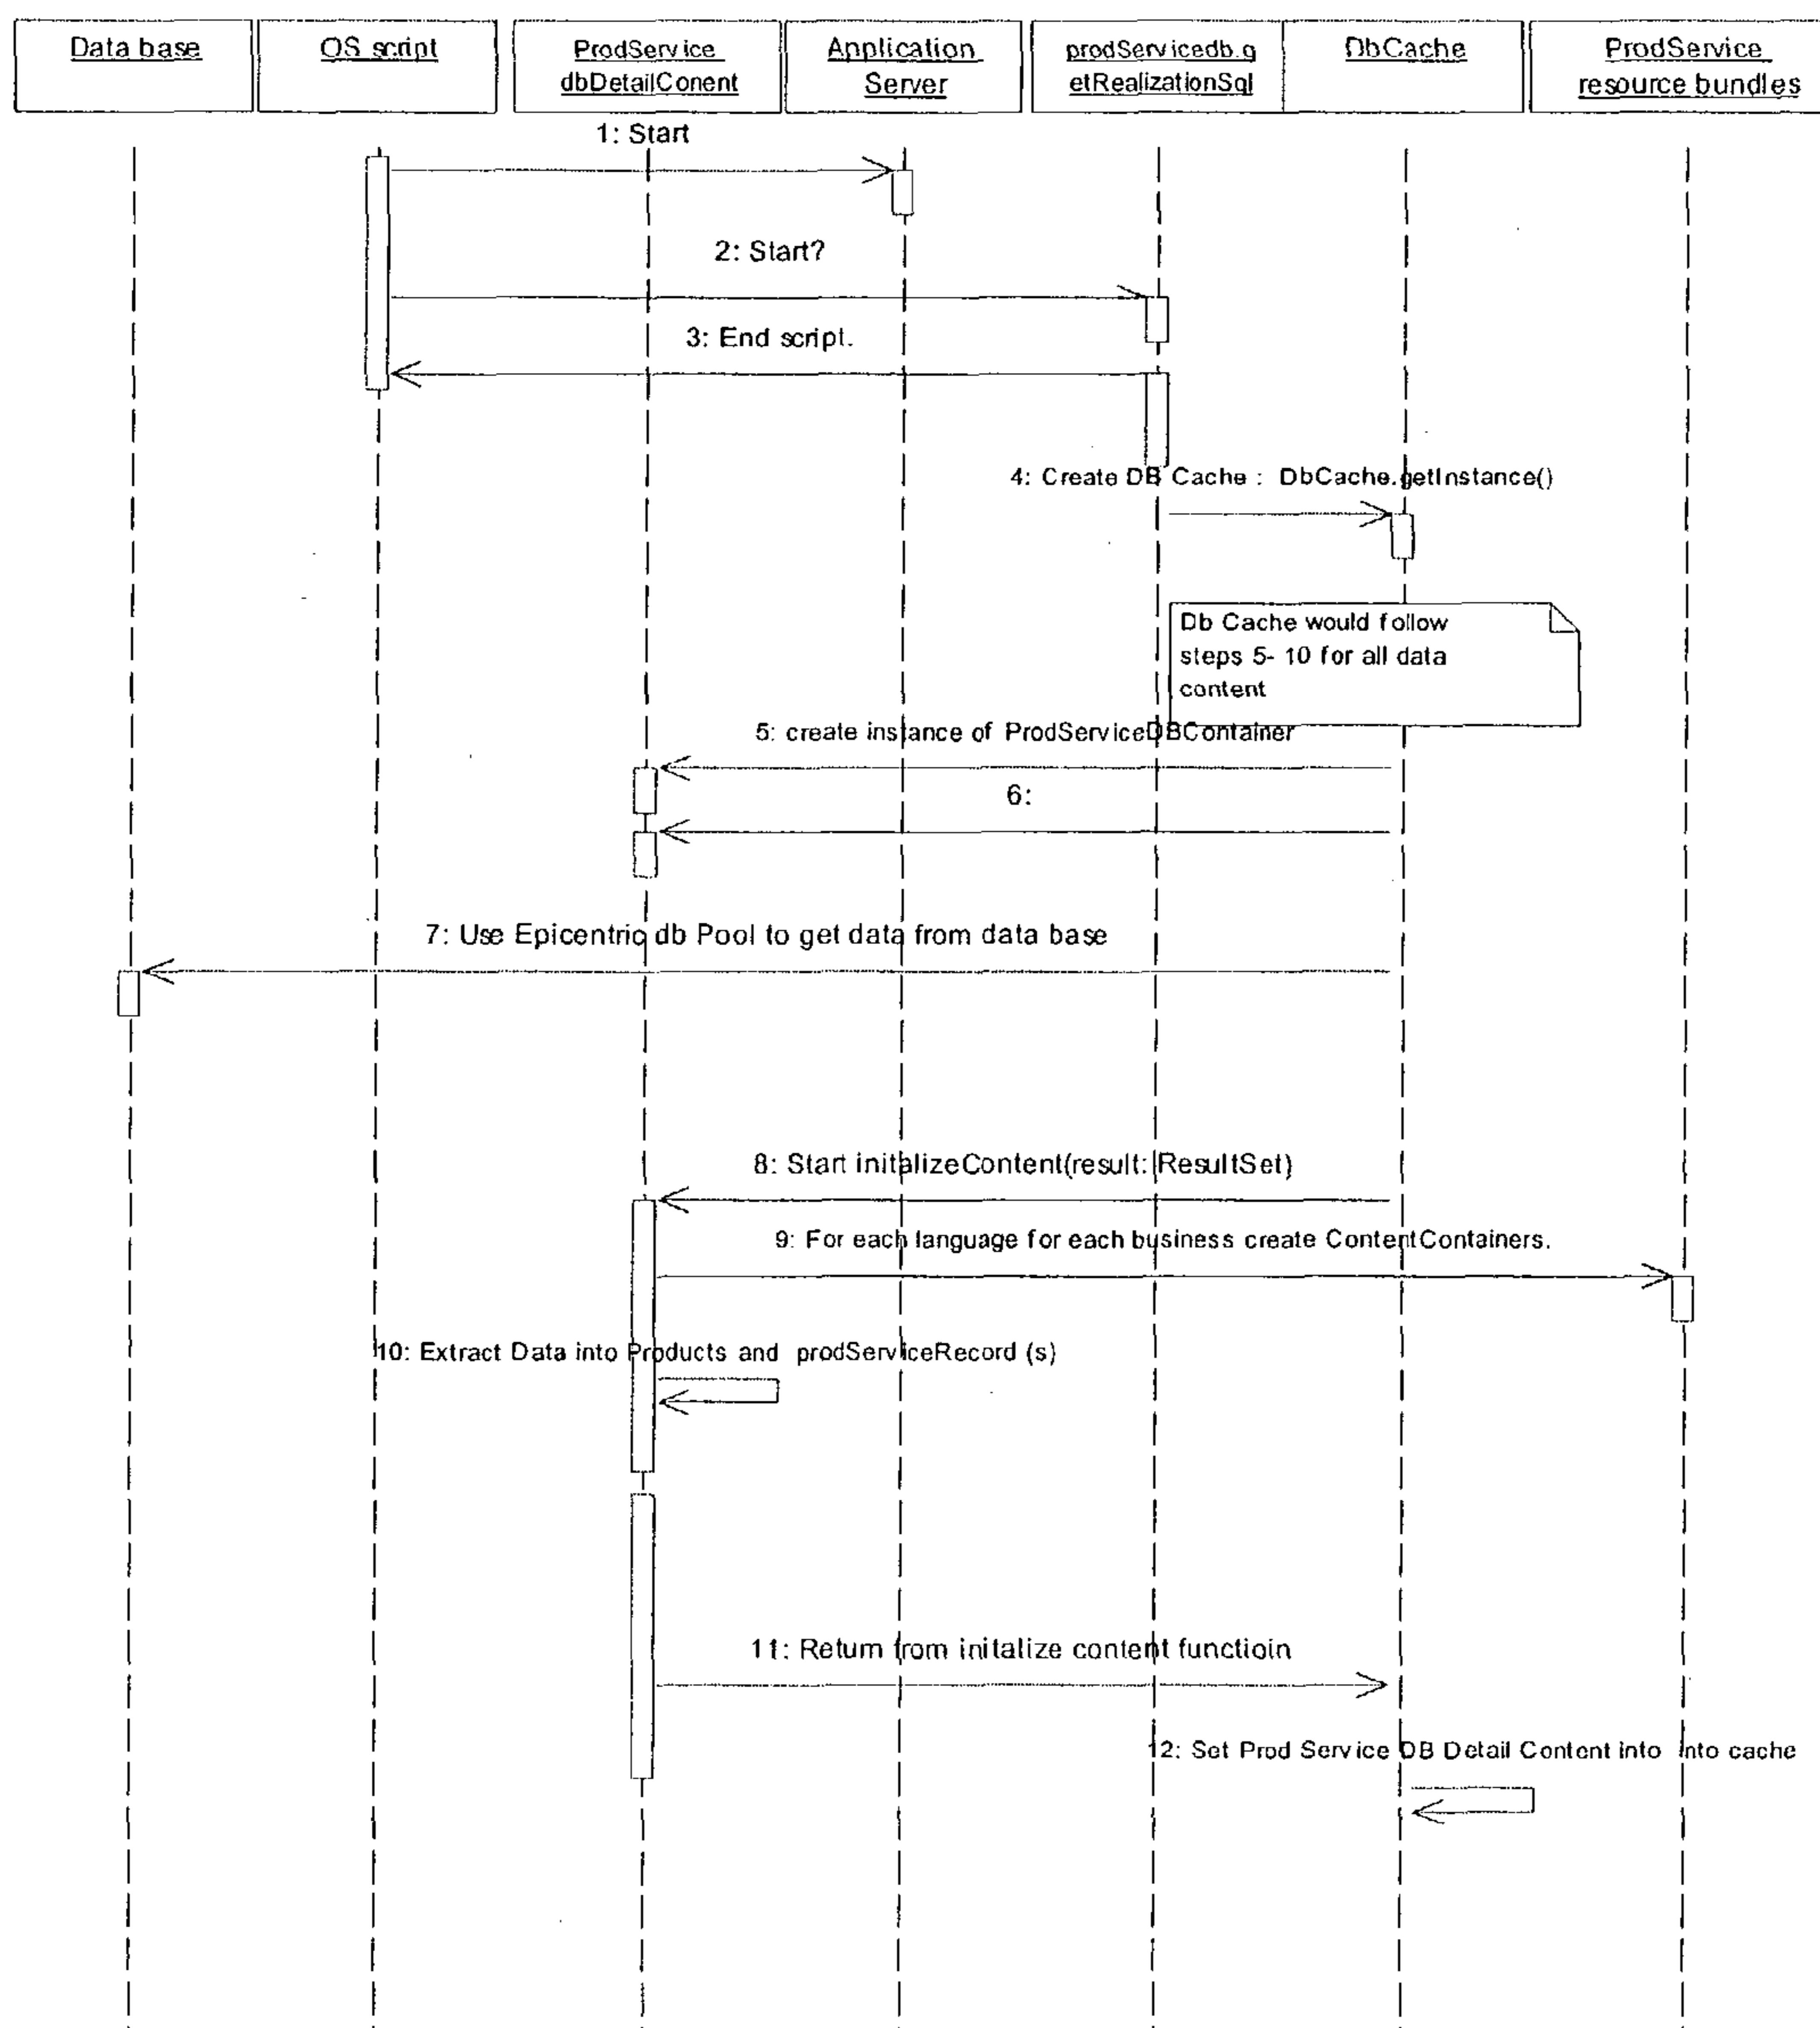 Data base
OS script
ProdService
dbDetailConent
Application
Server
prodServicedb.g
etRealizationSql
DbCache
ProdService
resource bundles
1: Start
2: Start?
3: End script.
4: Create DB Cache : DbCache.getInstance()
Db Cache would follow
steps 5- 10 for all data
content
5: create instance of ProdServiceDBContainer
6:
7: Use Epicentric db Pool to get data from data base
8: Start initalizeContent(result: ResultSet)
9: For each language for each business create ContentContainers.
10: Extract Data into Products and prodServiceRecord (s)
11: Return from initalize content functioin
12: Set Prod Service DB Detail Content into into cache